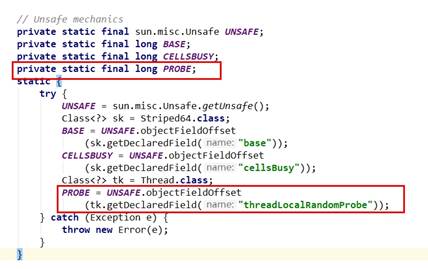 // Unsafe mechanics
private static final sun.misc.Unsafe UNSAFE;
private static final long BASE;
private static final long CELLSBUSY;
private static final long PROBE;
static {
try {
UNSAFE = sun.misc.Unsafe.getUnsafe();
Class<?> sk = Striped64.class;
BASE = UNSAFE.objectFieldOffset
(sk.getDeclaredField( name: "base"));
CELLSBUSY = UNSAFE.objectFieldOffset
(sk.getDeclaredField( name: "cellsBusy"));
Class<?> tk = Thread.class;
PROBE = UNSAFE.objectFieldOffset
(tk.getDeclaredField( name: "threadLocalRandomProbe"));
} catch (Exception e) {
throw new Error(e);
}
}